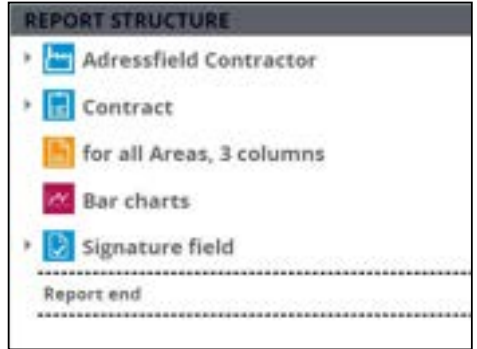 REPORT STRUCTURE
Adressfield Contractor
Contract
for all Areas, 3 columns
Bar charts
Signature field
Report end